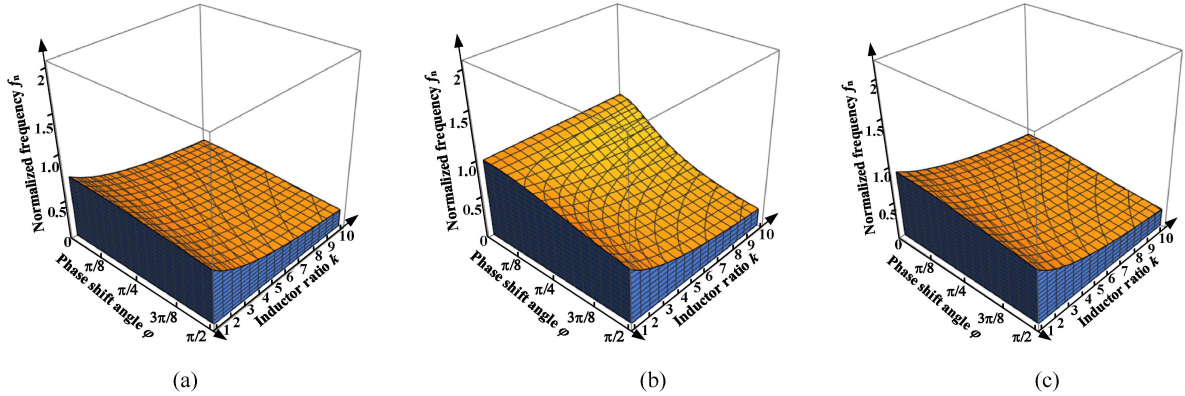 Normalized frequency fn
2
1.5
1.0
0.5
0
π/8
π/4
3π/8
π/2
Phase shift angle φ
1
2
3
4
5
6
7
8
9
10
Inductor ratio k
(a)
Normalized frequency fn
2
1.5
1.0
0.5
0
π/8
π/4
3π/8
π/2
Phase shift angle φ
1
2
3
4
5
6
7
8
9
10
Inductor ratio k
(b)
Normalized frequency fn
2
1.5
1.0
0.5
0
π/8
π/4
3π/8
π/2
Phase shift angle φ
1
2
3
4
5
6
7
8
9
10
Inductor ratio k
(c)